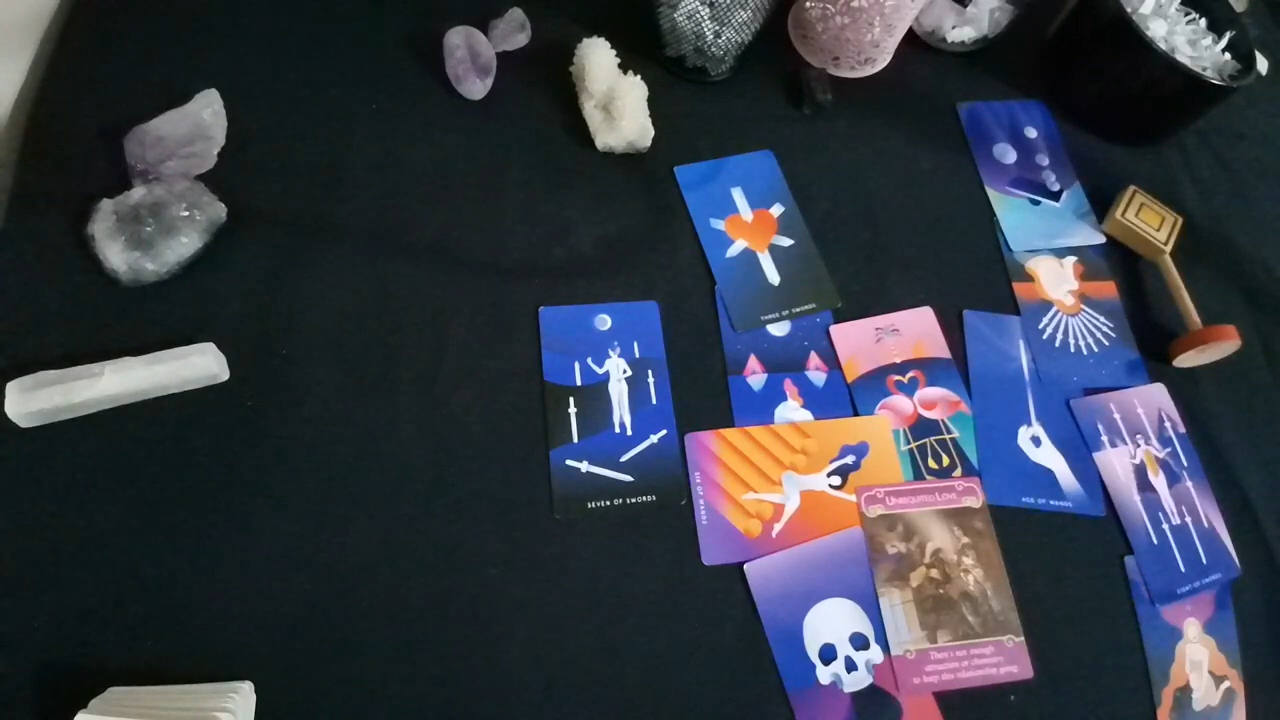 THREE OF SWORDS
SEVEN OF SWORDS
SIX OF WANDS
ACE OF WANDS
EIGHT OF SWORDS
UNREQUITED LOVE
There's not enough
attraction or chemistry
to keep this relationship going